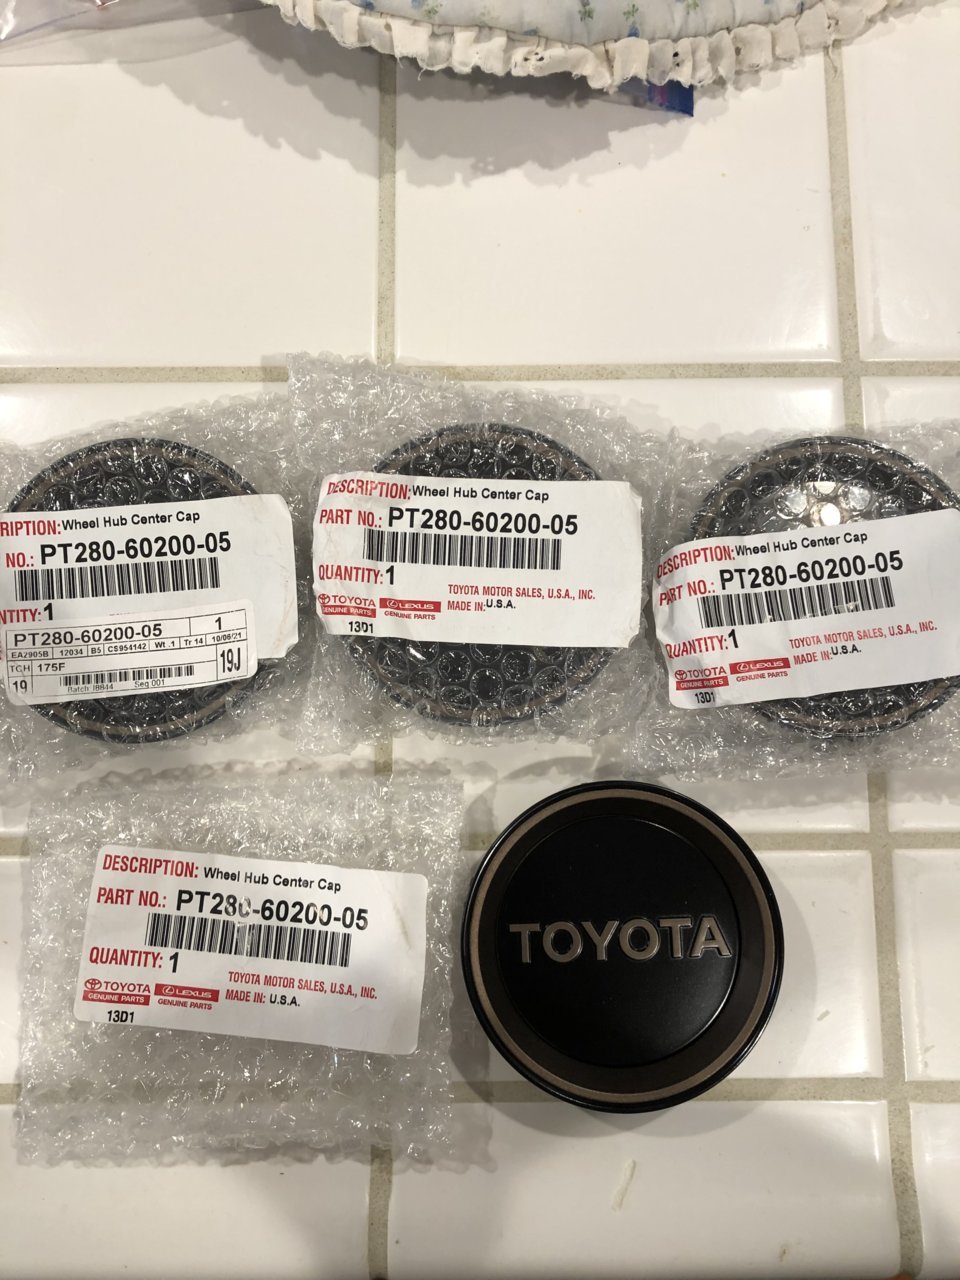 RIPTION: Wheel Hub Center Cap
NO.: PT280-60200-05
NTITY: 1
PT280-60200-05 1
EA2905B 12034 B5 CS954142 Wt .1 Tr 14 10/06/21
TCH 175F 19J
19 Batch I8844 Seq 001
DESCRIPTION: Wheel Hub Center Cap
PART NO.: PT280-60200-05
QUANTITY: 1
TOYOTA MOTOR SALES, U.S.A., INC.
TOYOTA LEXUS MADE IN: U.S.A.
GENUINE PARTS GENUINE PARTS
13D1
DESCRIPTION: Wheel Hub Center Cap
PART NO.: PT280-60200-05
QUANTITY: 1
TOYOTA MOTOR SALES, U.S.A., INC.
TOYOTA LEXUS MADE IN: U.S.A.
GENUINE PARTS GENUINE PARTS
13D1
DESCRIPTION: Wheel Hub Center Cap
PART NO.: PT280-60200-05
QUANTITY: 1
TOYOTA MOTOR SALES, U.S.A., INC.
TOYOTA LEXUS MADE IN: U.S.A.
GENUINE PARTS GENUINE PARTS
13D1
TOYOTA